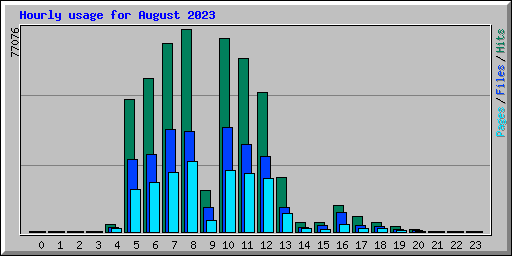 Hourly usage for August 2023
77076
Pages / Files / Hits
0 1 2 3 4 5 6 7 8 9 10 11 12 13 14 15 16 17 18 19 20 21 22 23